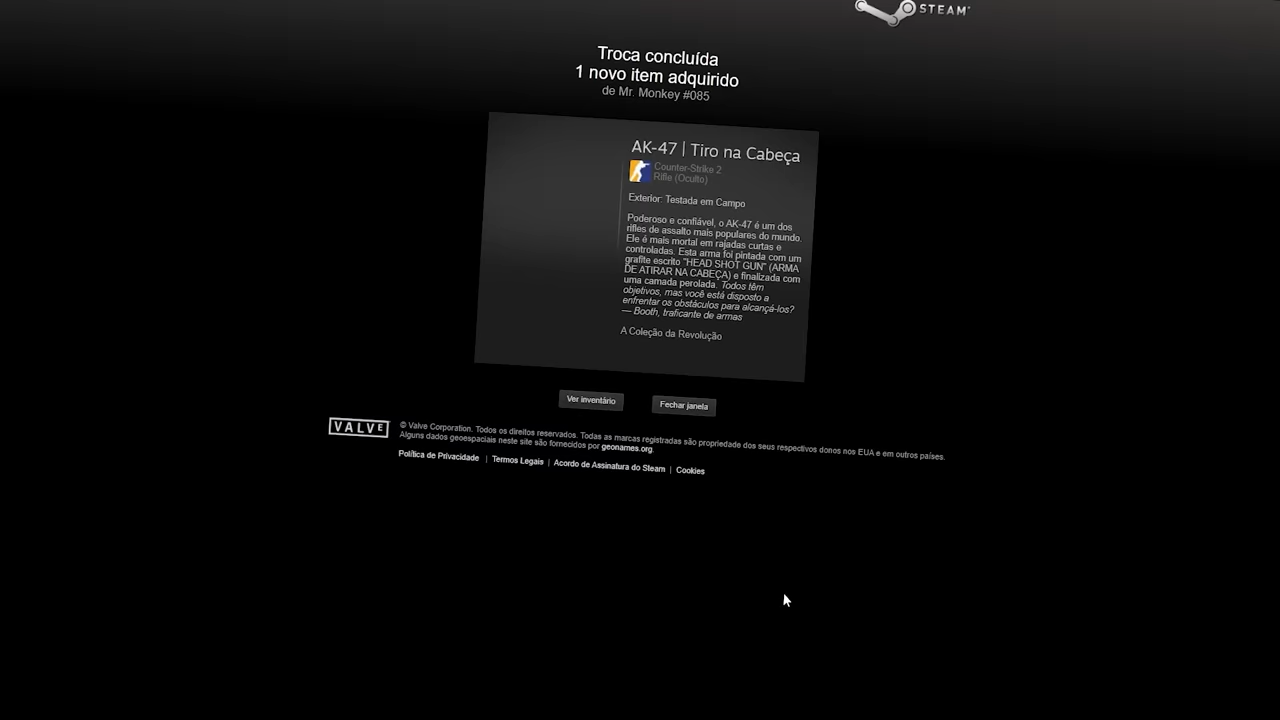 STEAM
Troca concluída
1 novo item adquirido
de Mr. Monkey #085
AK-47 | Tiro na Cabeça
Counter-Strike 2
Rifle (Oculto)
Exterior: Testada em Campo
Poderoso e confiável, o AK-47 é um dos
rifles de assalto mais populares do mundo.
Ele é mais mortal em rajadas curtas e
controladas. Esta arma foi pintada com um
grafite escrito "HEAD SHOT GUN" (ARMA
DE ATIRAR NA CABEÇA) e finalizada com
uma camada perolada. Todos têm
objetivos, mas você está disposto a
enfrentar os obstáculos para alcançá-los?
— Booth, traficante de armas
A Coleção da Revolução
Ver inventário Fechar janela
VALVE © Valve Corporation. Todos os direitos reservados. Todas as marcas registradas são propriedade dos seus respectivos donos nos EUA e em outros países.
Alguns dados geoespaciais neste site são fornecidos por geonames.org.
Política de Privacidade | Termos Legais | Acordo de Assinatura do Steam | Cookies